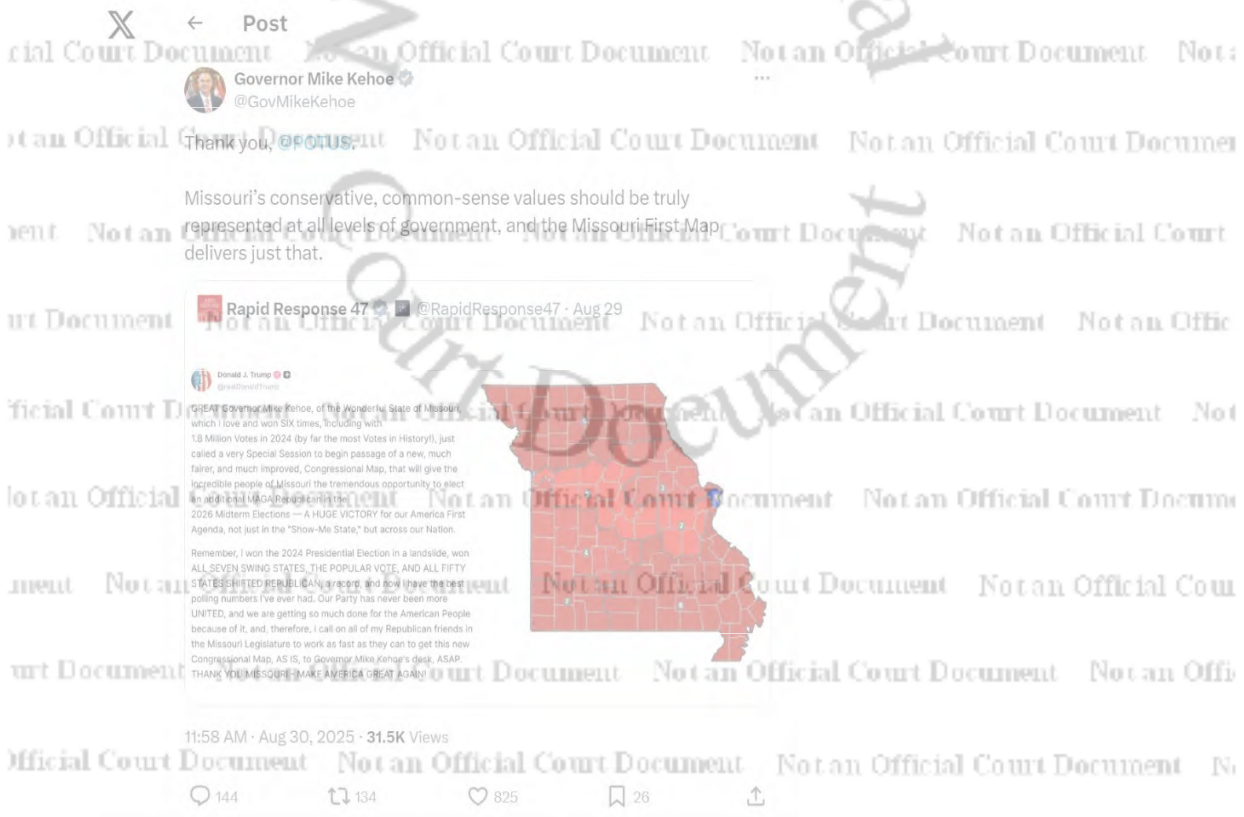 Post
Governor Mike Kehoe
@GovMikeKehoe
Thank you, @POTUS.
Missouri's conservative, common-sense values should be truly
represented at all levels of government, and the Missouri First Map
delivers just that.
Rapid Response 47 @RapidResponse47 · Aug 29
Donald J. Trump
@realDonaldTrump
GREAT Governor Mike Kehoe, of the Wonderful State of Missouri,
which I love and won SIX times, including with
1.8 Million Votes in 2024 (by far the most Votes in History!), just
called a very Special Session to begin passage of a new, much
fairer, and much improved, Congressional Map, that will give the
incredible people of Missouri the tremendous opportunity to elect
an additional MAGA Republican in the
2026 Midterm Elections — A HUGE VICTORY for our America First
Agenda, not just in the "Show-Me State," but across our Nation.
Remember, I won the 2024 Presidential Election in a landslide, won
ALL SEVEN SWING STATES, THE POPULAR VOTE, AND ALL FIFTY
STATES SHIFTED REPUBLICAN, a record, and now I have the best
polling numbers I've ever had. Our Party has never been more
UNITED, and we are getting so much done for the American People
because of it, and, therefore, I call on all of my Republican friends in
the Missouri Legislature to work as fast as they can to get this new
Congressional Map, AS IS, to Governor Mike Kehoe's desk, ASAP.
THANK YOU MISSOURI—MAKE AMERICA GREAT AGAIN!
11:58 AM · Aug 30, 2025 · 31.5K Views
144 134 825 26
Not an Official Court Document
Court Document